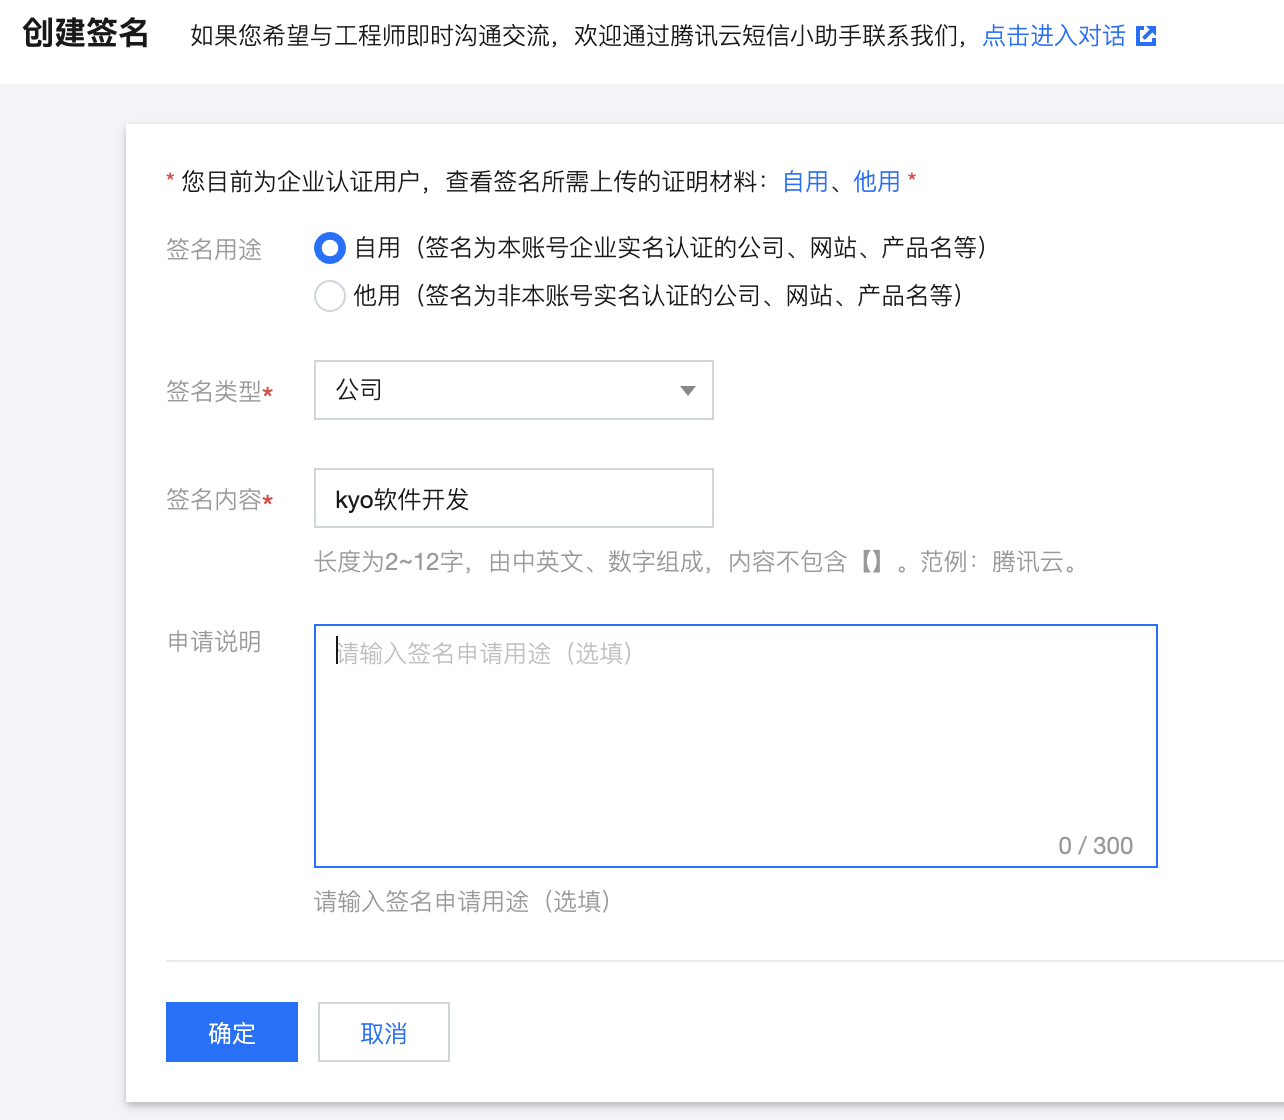 创建签名 如果您希望与工程师即时沟通交流，欢迎通过腾讯云短信小助手联系我们，点击进入对话
* 您目前为企业认证用户，查看签名所需上传的证明材料：自用、他用 *
签名用途 自用（签名为本账号企业实名认证的公司、网站、产品名等）
他用（签名为非本账号实名认证的公司、网站、产品名等）
签名类型* 公司
签名内容* kyo软件开发
长度为2~12字，由中英文、数字组成，内容不包含【】。范例：腾讯云。
申请说明 请输入签名申请用途（选填）
0 / 300
请输入签名申请用途（选填）
确定 取消